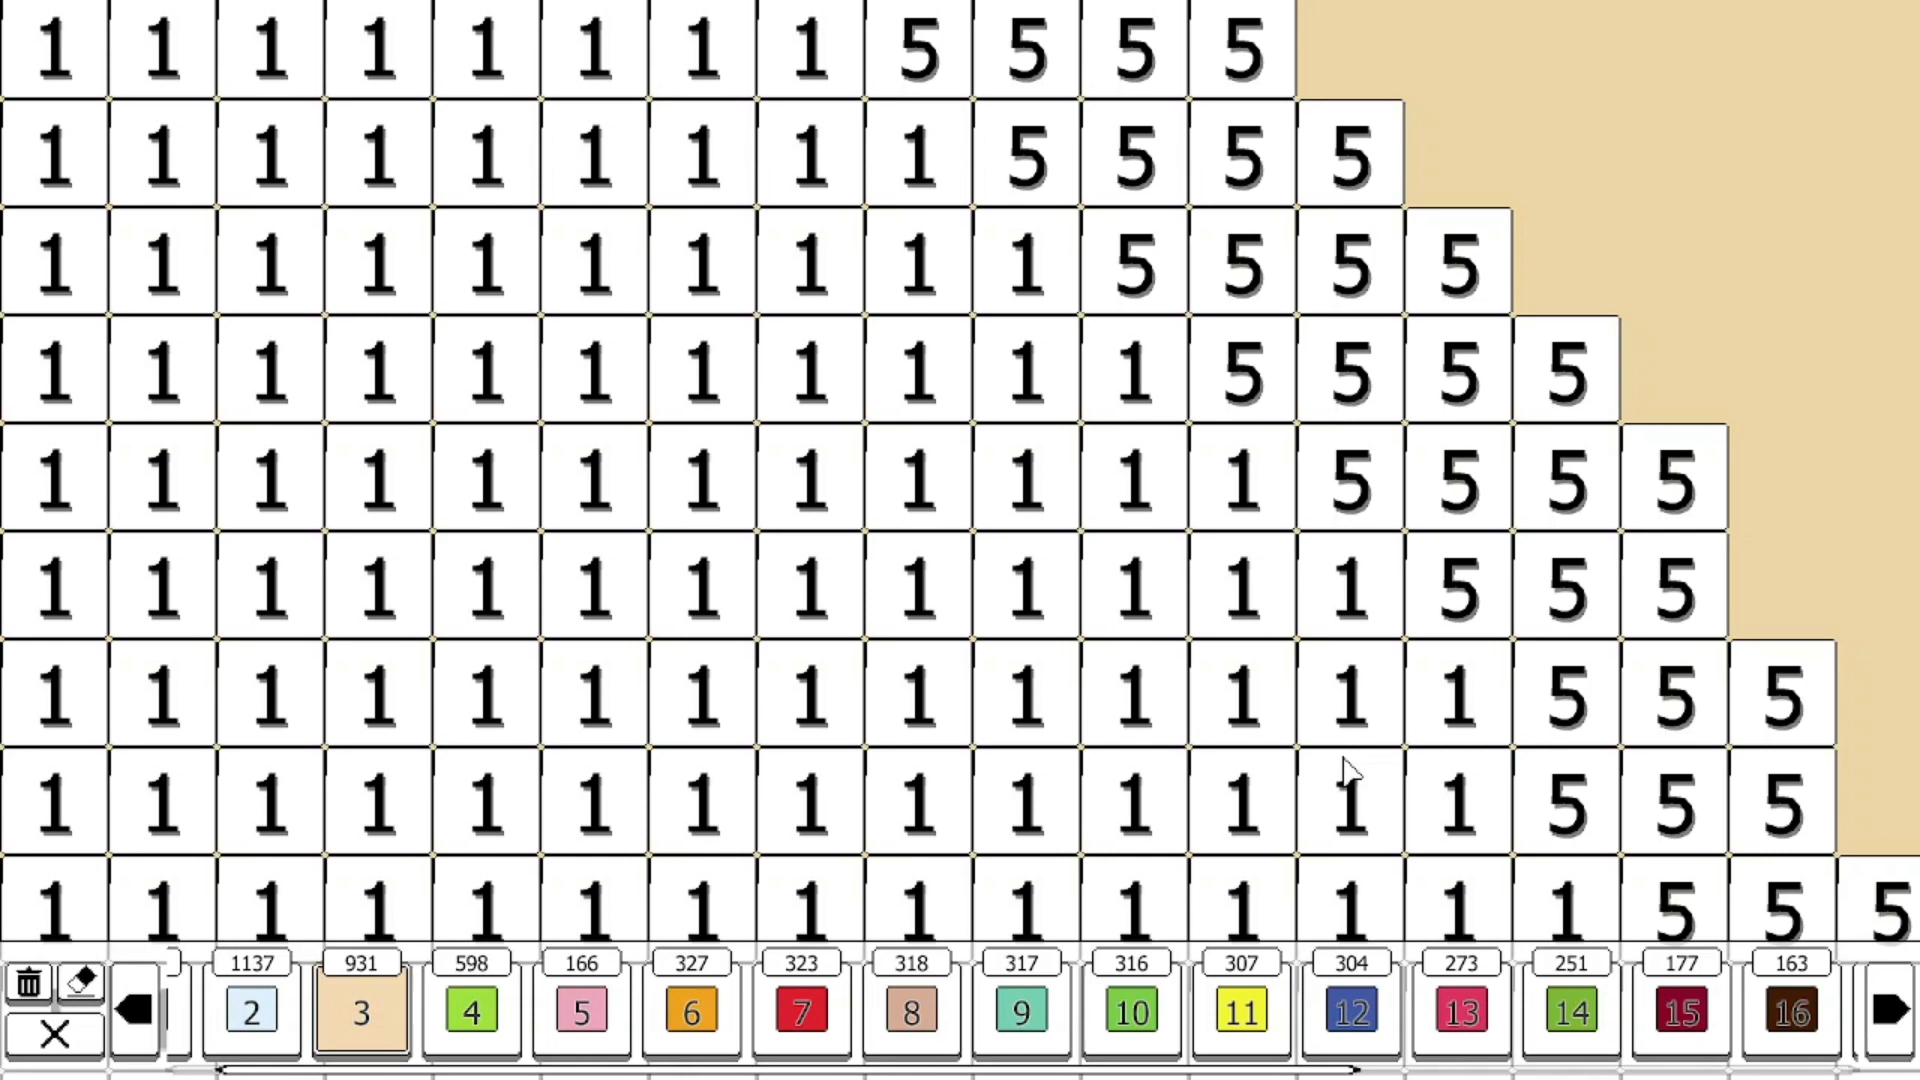 1 1 1 1 1 1 1 1 5 5 5 5
1 1 1 1 1 1 1 1 1 5 5 5 5
1 1 1 1 1 1 1 1 1 1 5 5 5 5
1 1 1 1 1 1 1 1 1 1 1 5 5 5 5
1 1 1 1 1 1 1 1 1 1 1 1 5 5 5 5
1 1 1 1 1 1 1 1 1 1 1 1 1 5 5 5
1 1 1 1 1 1 1 1 1 1 1 1 1 1 5 5 5
1 1 1 1 1 1 1 1 1 1 1 1 1 1 5 5 5
1 1 1 1 1 1 1 1 1 1 1 1 1 1 1 5 5 5
1137 931 598 166 327 323 318 317 316 307 304 273 251 177 163
2 3 4 5 6 7 8 9 10 11 12 13 14 15 16